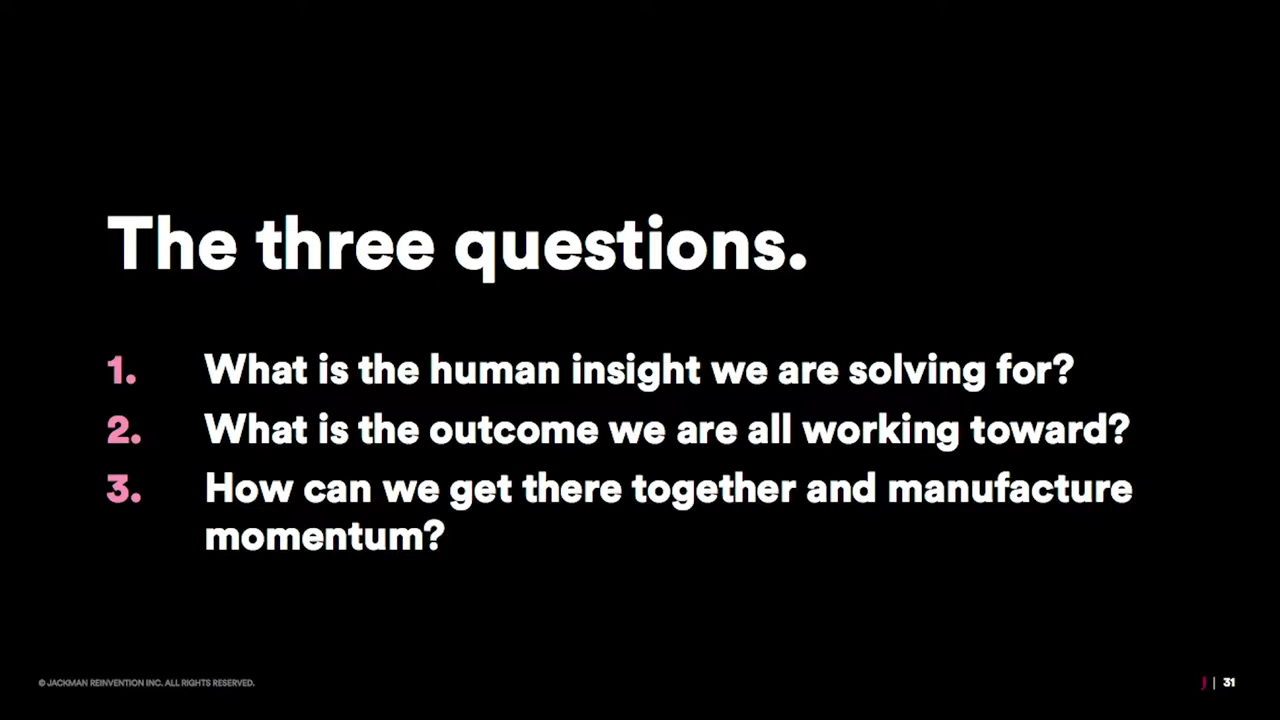 The three questions.
1. What is the human insight we are solving for?
2. What is the outcome we are all working toward?
3. How can we get there together and manufacture
momentum?
© JACKMAN REINVENTION INC. ALL RIGHTS RESERVED.
J | 31